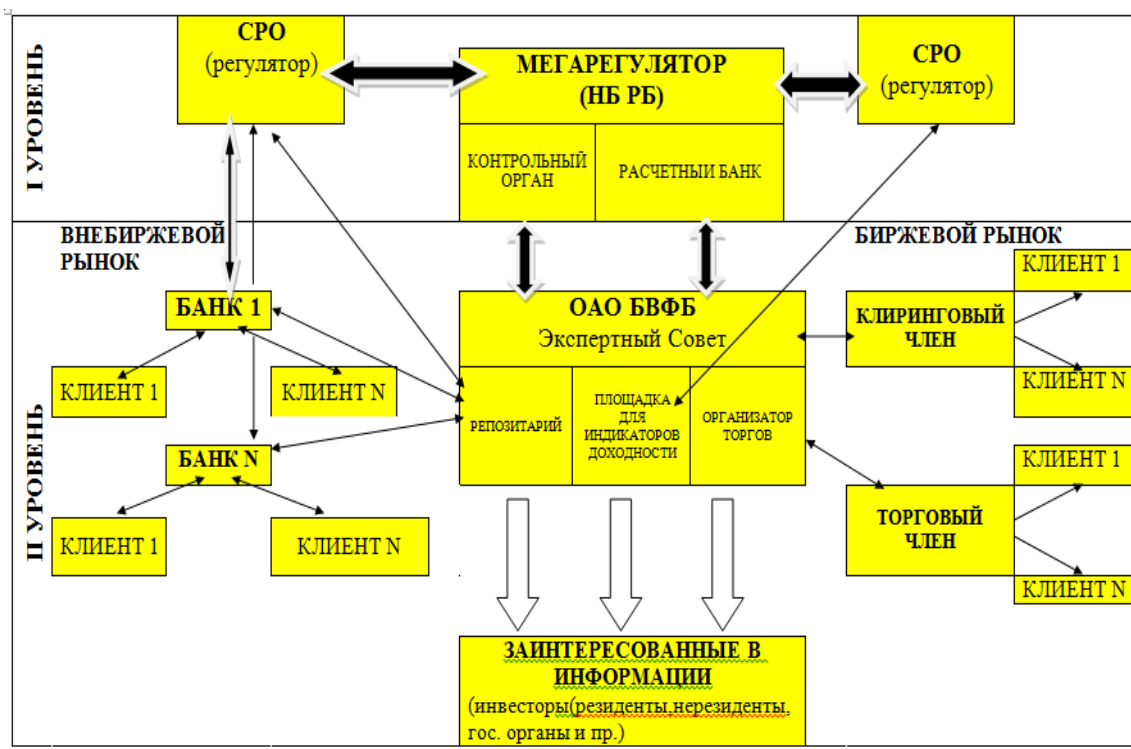 I УРОВЕНЬ
СРО
(регулятор)
МЕГАРЕГУЛЯТОР
(НБ РБ)
КОНТРОЛЬНЫЙ
ОРГАН
РАСЧЕТНЫЙ БАНК
СРО
(регулятор)
II УРОВЕНЬ
ВНЕБИРЖЕВОЙ
РЫНОК
БАНК 1
КЛИЕНТ 1
КЛИЕНТ N
БАНК N
КЛИЕНТ 1
КЛИЕНТ N
ОАО БВФБ
Экспертный Совет
РЕПОЗИТАРИЙ
ПЛОЩАДКА
ДЛЯ
ИНДИКАТОРОВ
ДОХОДНОСТИ
ОРГАНИЗАТОР
ТОРГОВ
БИРЖЕВОЙ РЫНОК
КЛИЕНТ 1
КЛИРИНГОВЫЙ
ЧЛЕН
КЛИЕНТ N
КЛИЕНТ 1
ТОРГОВЫЙ
ЧЛЕН
КЛИЕНТ N
ЗАИНТЕРЕСОВАННЫЕ В
ИНФОРМАЦИИ
(инвесторы(резиденты,нерезиденты,
гос. органы и пр.)